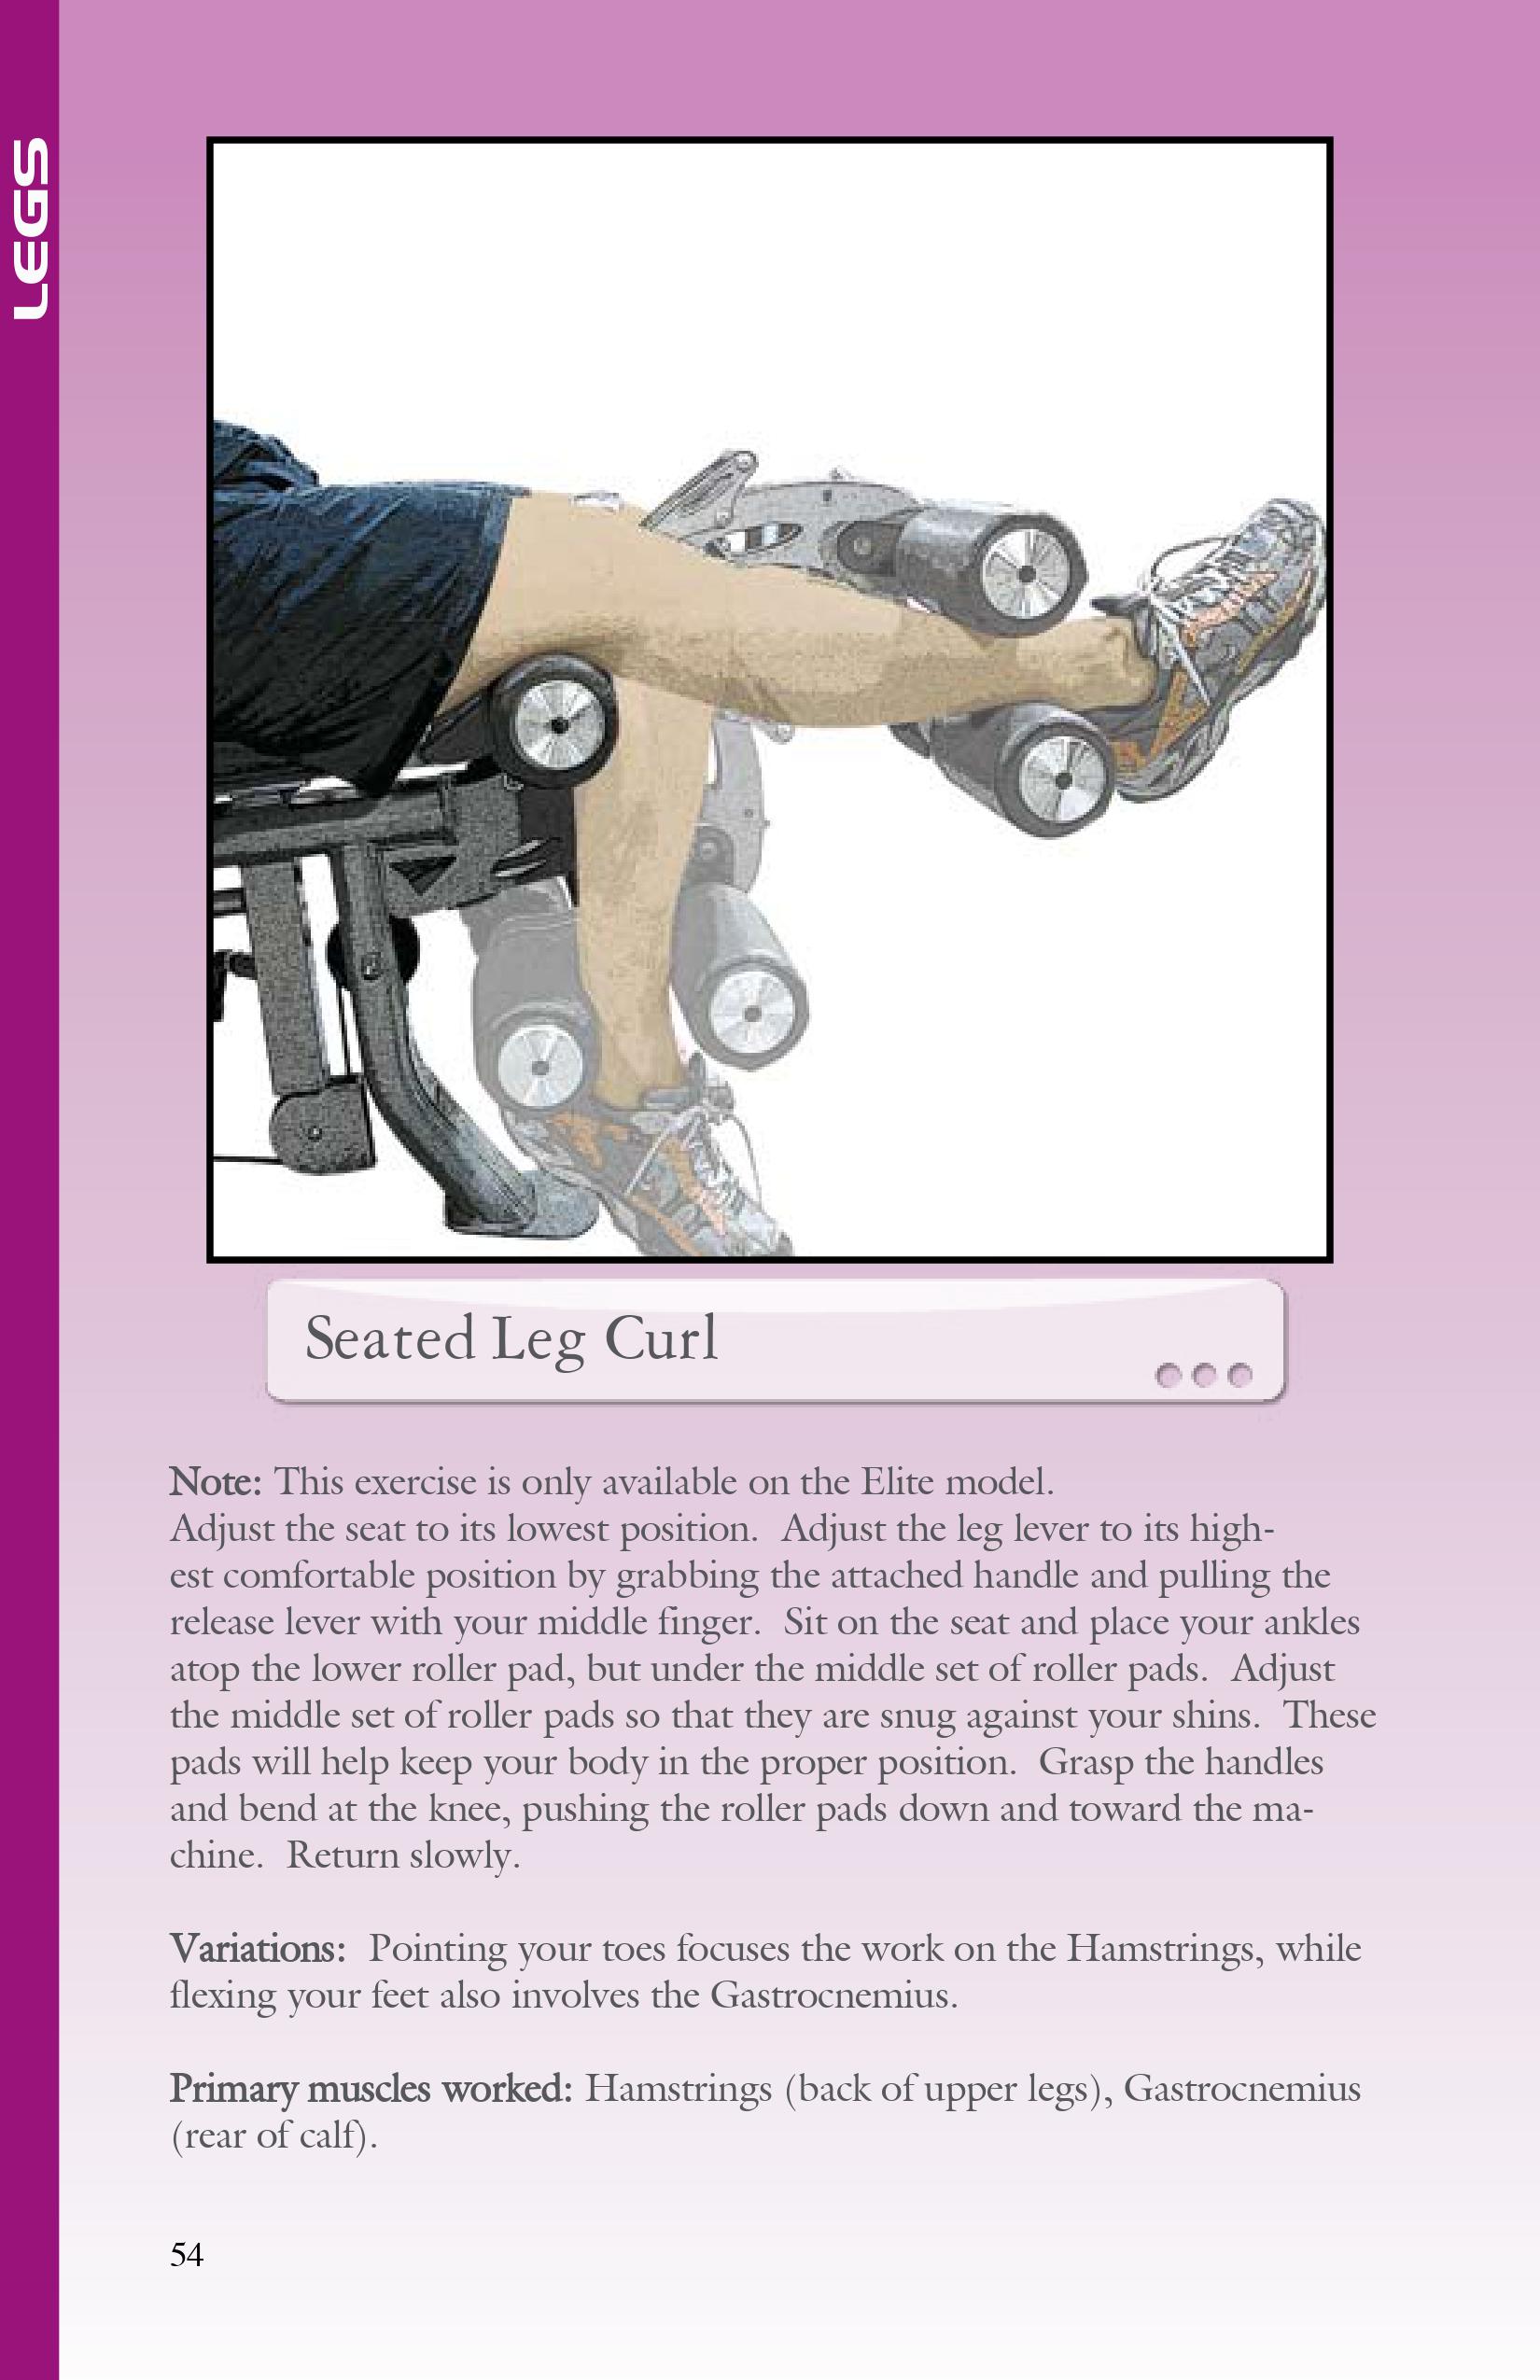 LEGS
Seated Leg Curl
Note: This exercise is only available on the Elite model.
Adjust the seat to its lowest position.  Adjust the leg lever to its high-
est comfortable position by grabbing the attached handle and pulling the
release lever with your middle finger.  Sit on the seat and place your ankles
atop the lower roller pad, but under the middle set of roller pads.  Adjust
the middle set of roller pads so that they are snug against your shins.  These
pads will help keep your body in the proper position.  Grasp the handles
and bend at the knee, pushing the roller pads down and toward the ma-
chine.  Return slowly.
Variations:  Pointing your toes focuses the work on the Hamstrings, while
flexing your feet also involves the Gastrocnemius.
Primary muscles worked: Hamstrings (back of upper legs), Gastrocnemius
(rear of calf).
54